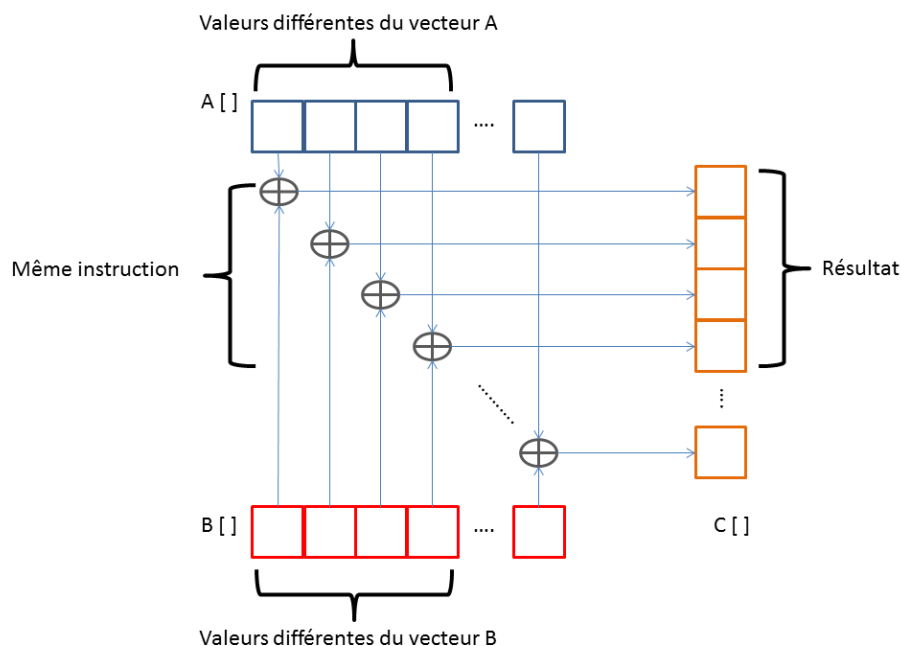 Valeurs différentes du vecteur A
A [ ]
....
Même instruction
Résultat
B [ ]
....
C [ ]
Valeurs différentes du vecteur B